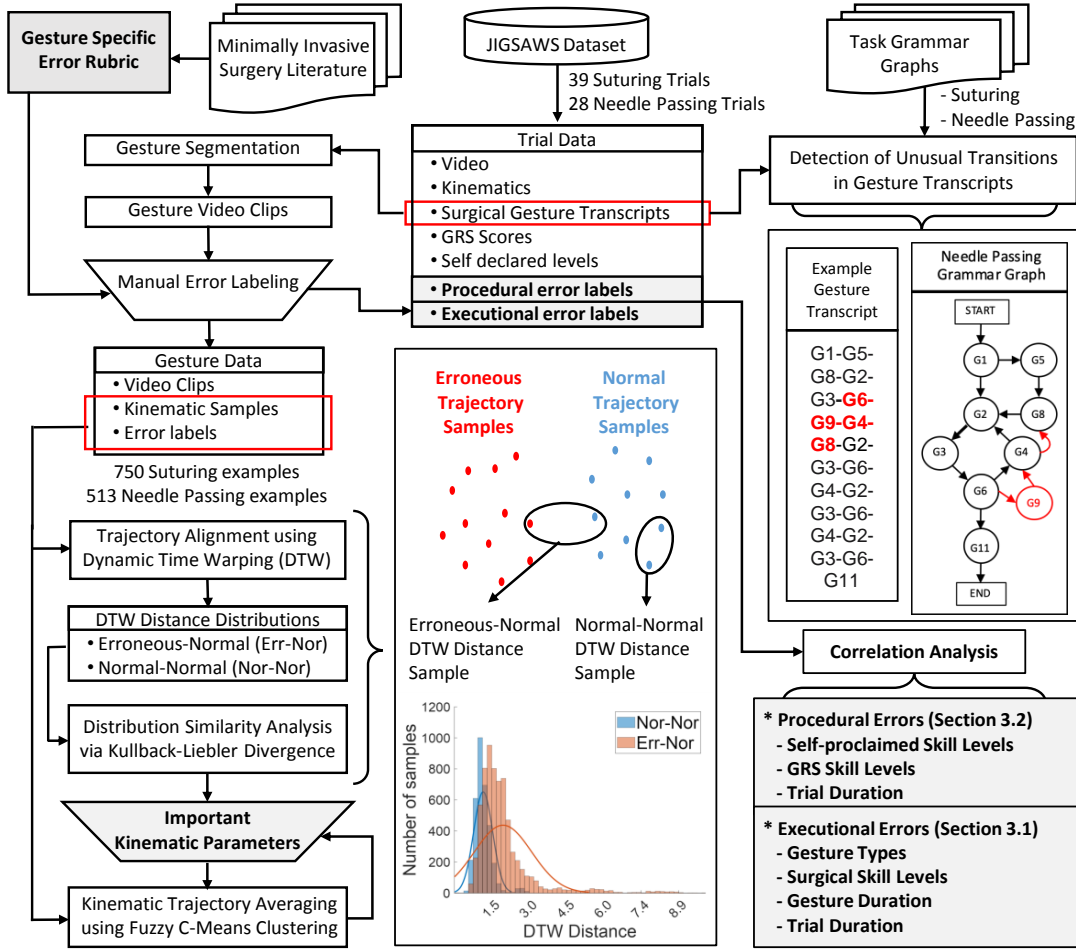 Gesture Specific
Error Rubric
Minimally Invasive
Surgery Literature
JIGSAWS Dataset
39 Suturing Trials
28 Needle Passing Trials
Task Grammar
Graphs
- Suturing
- Needle Passing
Gesture Segmentation
Gesture Video Clips
Manual Error Labeling
Trial Data
• Video
• Kinematics
• Surgical Gesture Transcripts
• GRS Scores
• Self declared levels
• Procedural error labels
• Executional error labels
Detection of Unusual Transitions
in Gesture Transcripts
Example
Gesture
Transcript
G1-G5-
G8-G2-
G3-G6-
G9-G4-
G8-G2-
G3-G6-
G4-G2-
G3-G6-
G4-G2-
G3-G6-
G11
Needle Passing
Grammar Graph
START
G1
G5
G2
G8
G3
G4
G6
G9
G11
END
Gesture Data
• Video Clips
• Kinematic Samples
• Error labels
750 Suturing examples
513 Needle Passing examples
Trajectory Alignment using
Dynamic Time Warping (DTW)
DTW Distance Distributions
• Erroneous-Normal (Err-Nor)
• Normal-Normal (Nor-Nor)
Distribution Similarity Analysis
via Kullback-Liebler Divergence
Important
Kinematic Parameters
Kinematic Trajectory Averaging
using Fuzzy C-Means Clustering
Erroneous
Trajectory
Samples
Normal
Trajectory
Samples
Erroneous-Normal
DTW Distance
Sample
Normal-Normal
DTW Distance
Sample
Number of samples
1200
1000
800
600
400
200
0
Nor-Nor
Err-Nor
1.5
3.0
4.5
6.0
7.4
8.9
DTW Distance
Correlation Analysis
* Procedural Errors (Section 3.2)
- Self-proclaimed Skill Levels
- GRS Skill Levels
- Trial Duration
* Executional Errors (Section 3.1)
- Gesture Types
- Surgical Skill Levels
- Gesture Duration
- Trial Duration